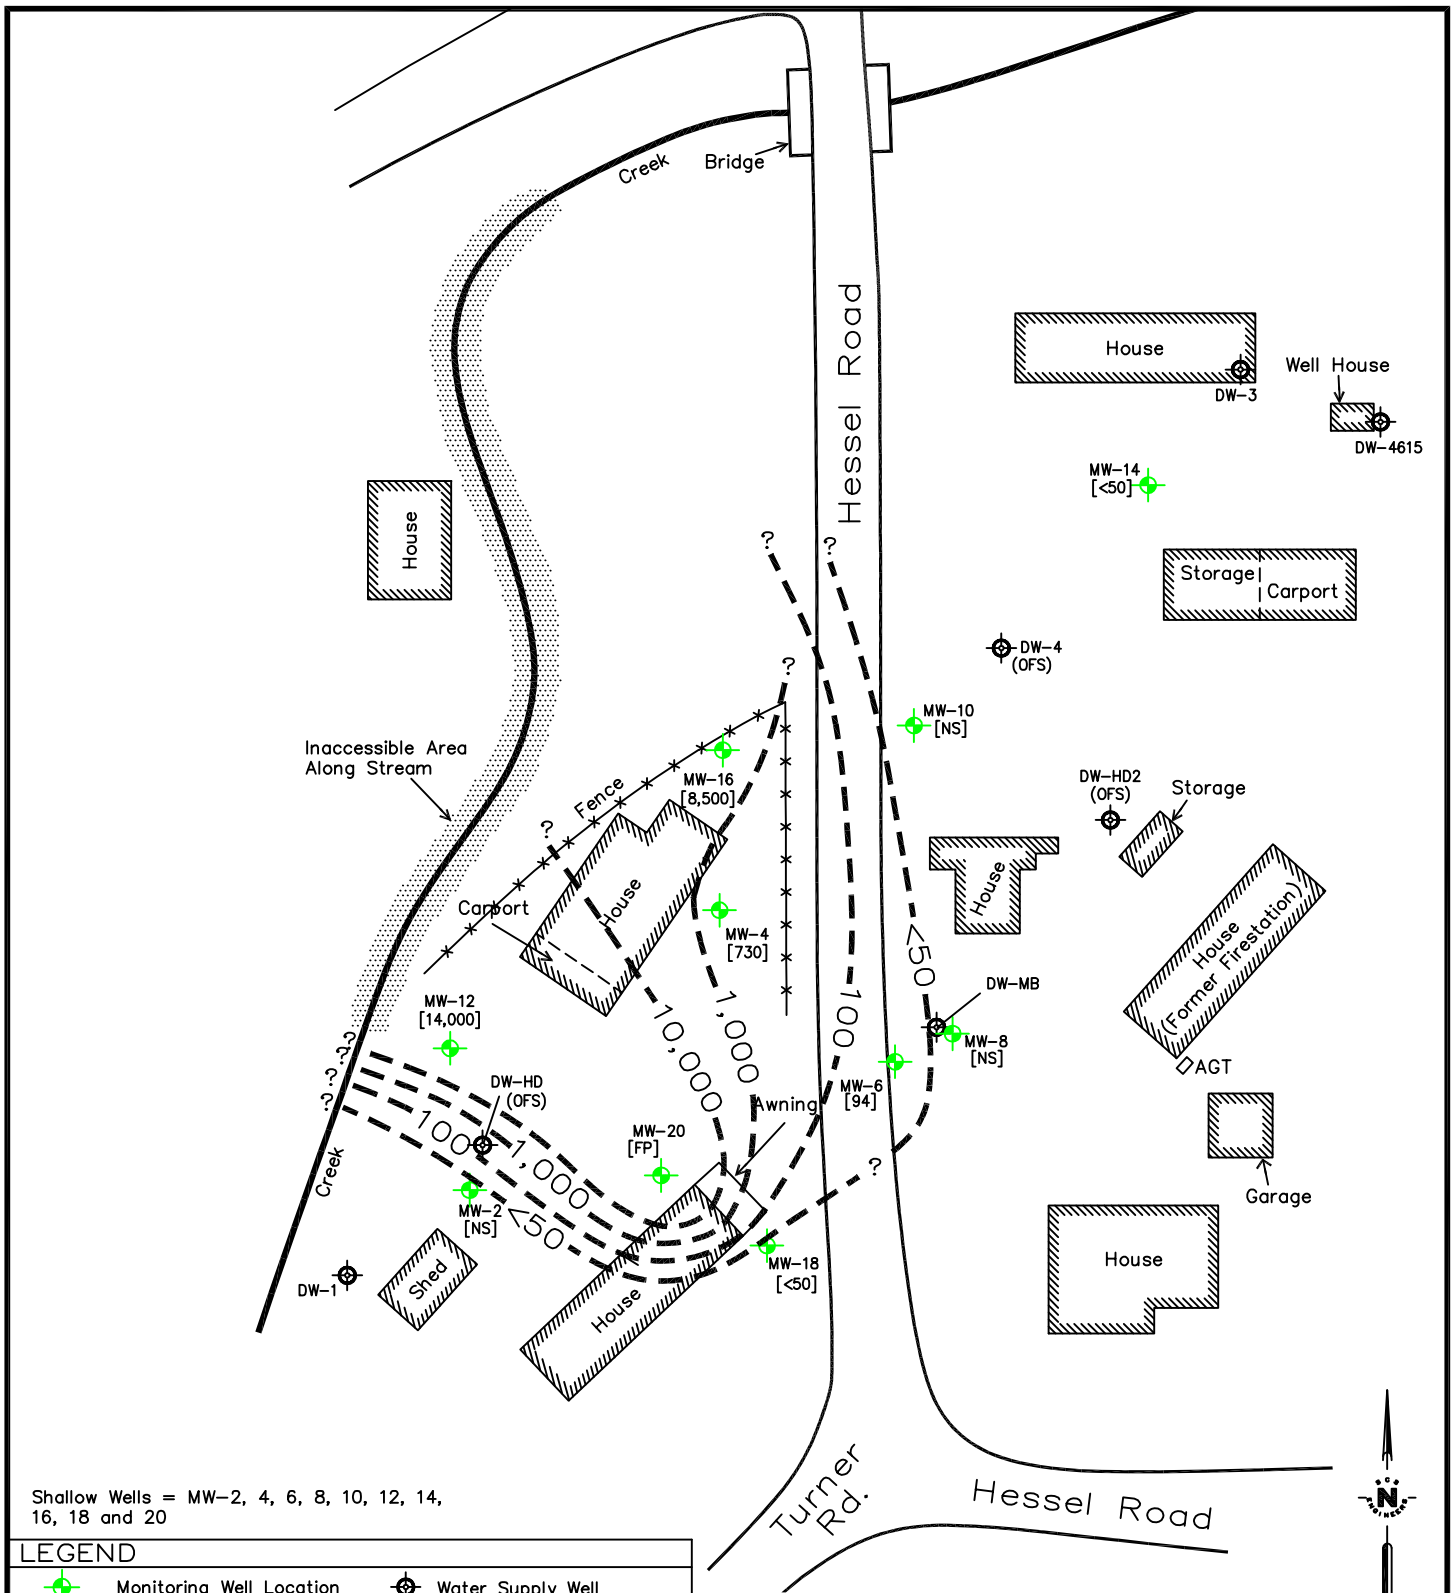 Creek
Bridge
Hessel Road
House
DW-3
Well House
DW-4615
MW-14
[<50]
House
Storage
Carport
?
?
DW-4
(OFS)
?
MW-10
[NS]
Inaccessible Area
Along Stream
MW-16
[8,500]
Fence
DW-HD2
(OFS)
Storage
?
House
House
House
(Former Firestation)
Carport
MW-4
[730]
<50
DW-MB
MW-12
[14,000]
10,000
1,000
100
MW-8
[NS]
?
?
?
?
AGT
DW-HD
(OFS)
MW-6
[94]
Awning
100
1,000
MW-20
[FP]
?
Creek
Garage
MW-2
[NS]
<50
MW-18
[<50]
DW-1
Shed
House
House
Turner
Rd.
Hessel Road
SCS
N
ENGINEERS
Shallow Wells = MW-2, 4, 6, 8, 10, 12, 14,
16, 18 and 20
LEGEND
Monitoring Well Location
Water Supply Well